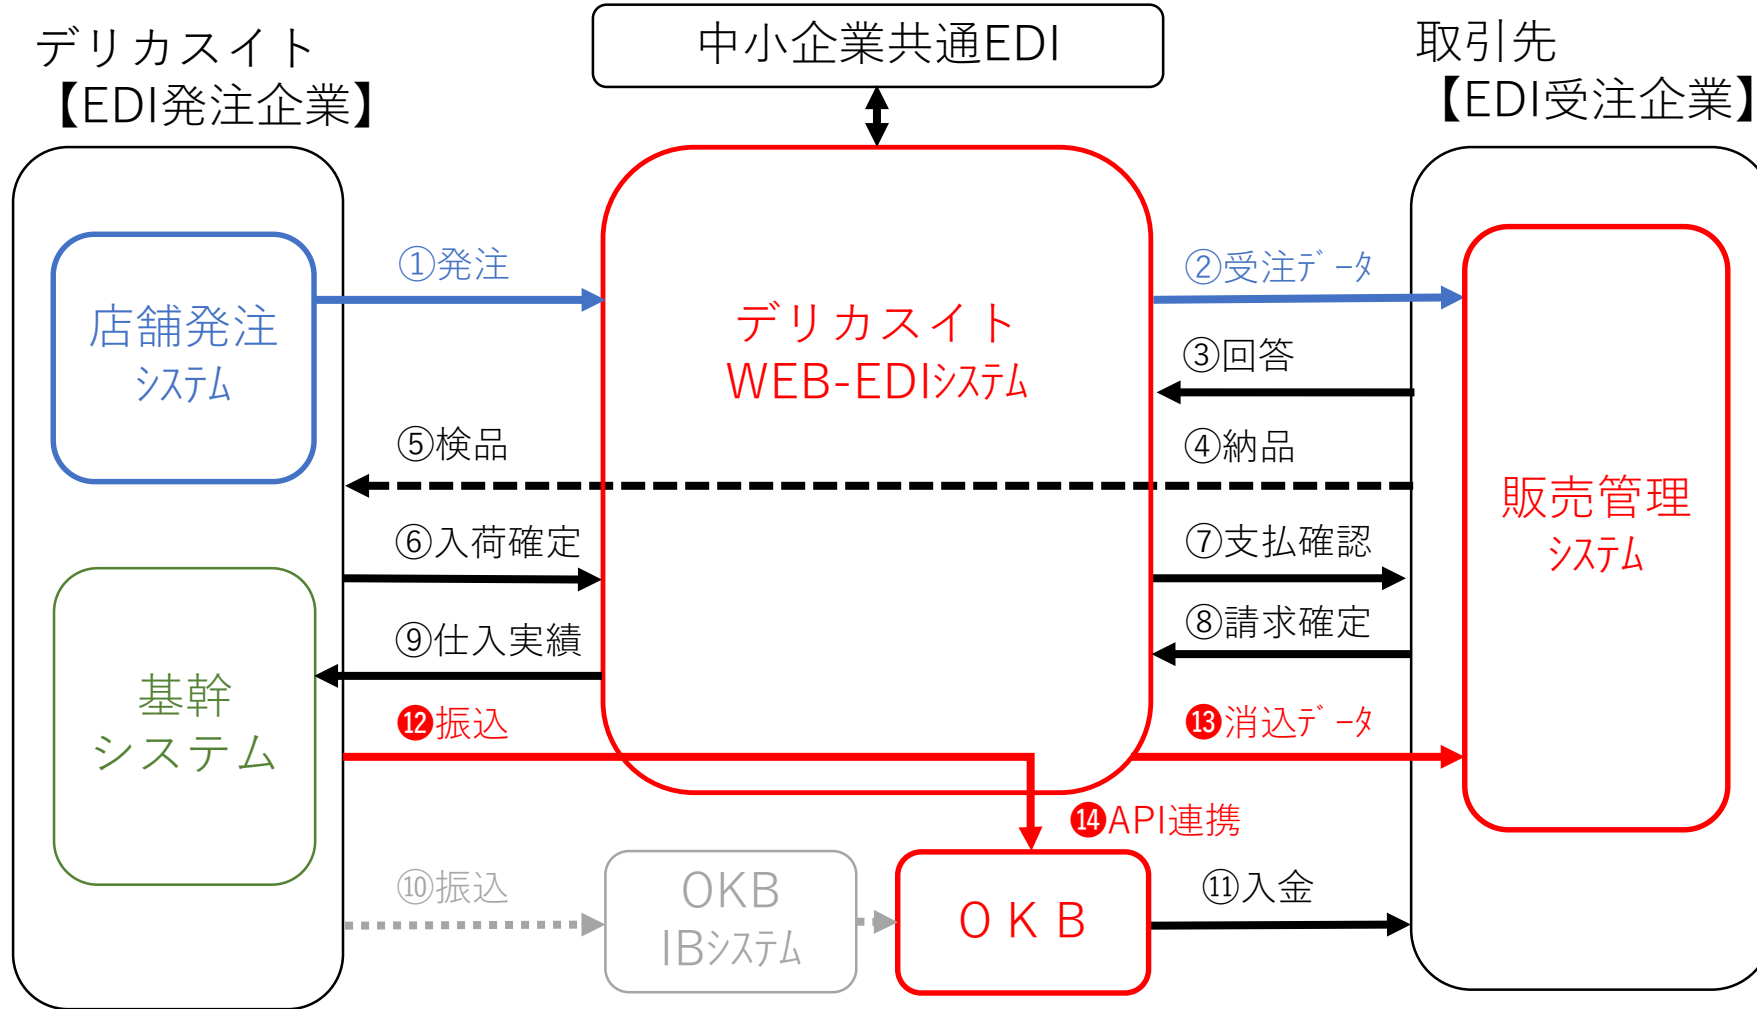 デリカスイト
【EDI発注企業】
中小企業共通EDI
取引先
【EDI受注企業】
店舗発注
ｼｽﾃﾑ
①発注
デリカスイト
WEB-EDIｼｽﾃﾑ
②受注ﾃﾞｰﾀ
③回答
⑤検品
④納品
販売管理
ｼｽﾃﾑ
⑥入荷確定
⑦支払確認
⑨仕入実績
⑧請求確定
基幹
システム
⓬振込
⓭消込ﾃﾞｰﾀ
⓮API連携
⑩振込
OKB
IBｼｽﾃﾑ
ＯＫＢ
⑪入金